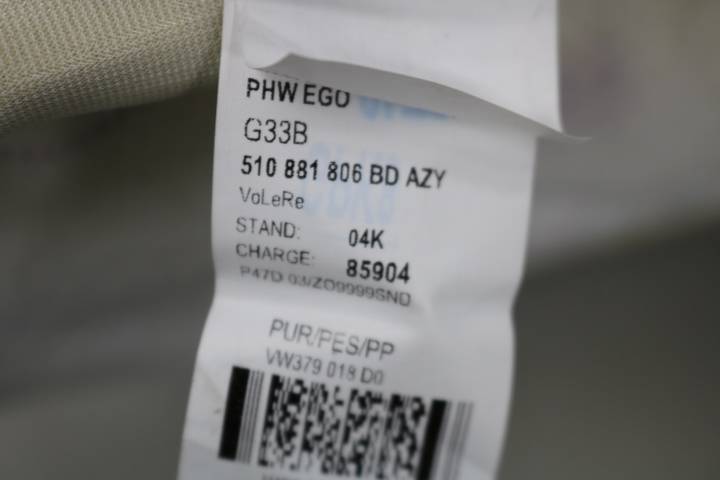 PHW EGO
G33B
510 881 806 BD AZY
VoLeRe
STAND: 04K
CHARGE: 85904
P47D 03/ZO9999SND
PUR/PES/PP
VW379 018 D0